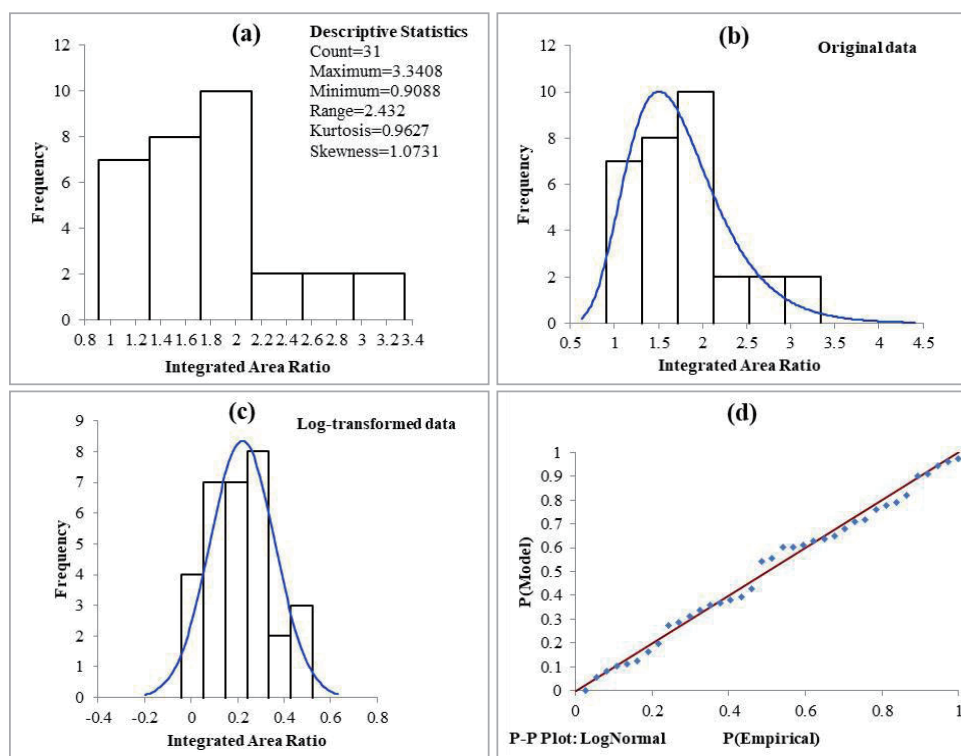 (a)
Descriptive Statistics
Count=31
Maximum=3.3408
Minimum=0.9088
Range=2.432
Kurtosis=0.9627
Skewness=1.0731
Frequency
12
10
8
6
4
2
0
0.8 1 1.2 1.4 1.6 1.8 2 2.2 2.4 2.6 2.8 3 3.2 3.4
Integrated Area Ratio
(b)
Original data
Frequency
12
10
8
6
4
2
0
0.5 1 1.5 2 2.5 3 3.5 4 4.5
Integrated Area Ratio
(c)
Log-transformed data
Frequency
9
8
7
6
5
4
3
2
1
0
-0.4 -0.2 0 0.2 0.4 0.6 0.8
Integrated Area Ratio
(d)
P(Model)
1
0.9
0.8
0.7
0.6
0.5
0.4
0.3
0.2
0.1
0
0 0.2 0.4 0.6 0.8 1
P-P Plot: LogNormal P(Empirical)